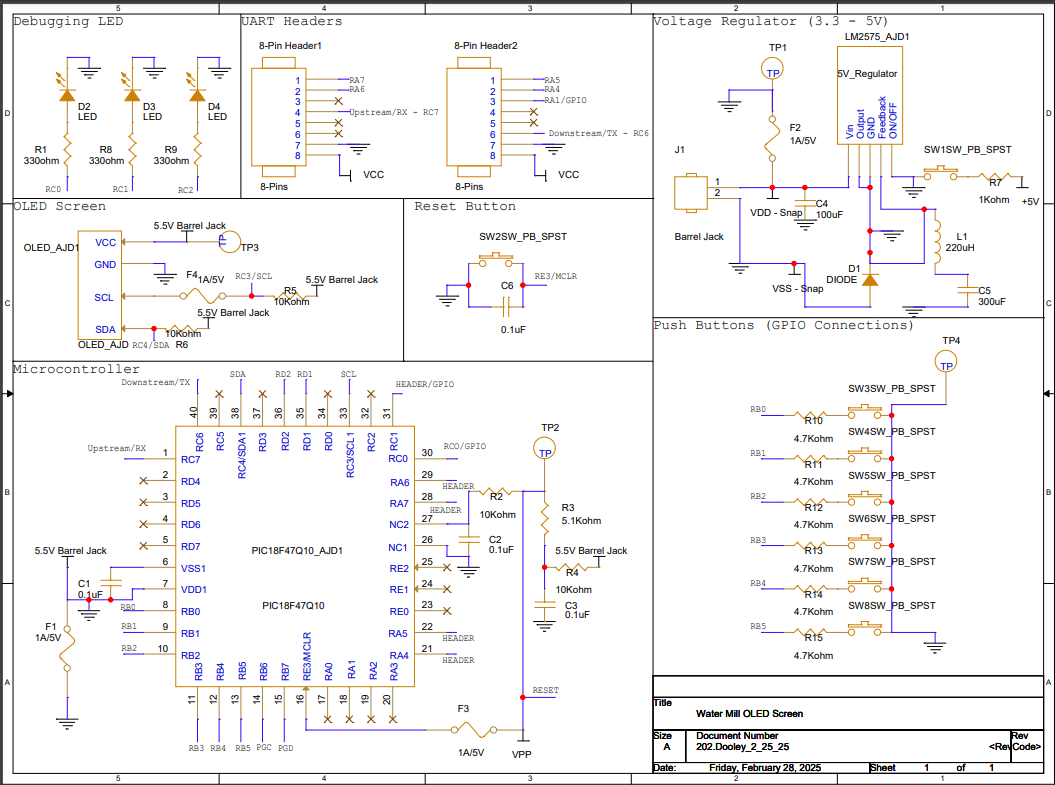 5 4 3 2 1
Debugging LED
D2
LED
D3
LED
D4
LED
R1
330ohm
R8
330ohm
R9
330ohm
RC0
RC1
RC2
UART Headers
8-Pin Header1
1
2
3
4
5
6
7
8
RA7
RA6
Upstream/RX - RC7
VCC
8-Pins
8-Pin Header2
1
2
3
4
5
6
7
8
RA5
RA4
RA1/GPIO
Downstream/TX - RC6
VCC
8-Pins
Voltage Regulator (3.3 - 5V)
LM2575_AJD1
5V_Regulator
Vin
Output
GND
Feedback
ON/OFF
TP1
TP
F2
1A/5V
J1
1
2
Barrel Jack
VDD - Snap
C4
100uF
VSS - Snap
D1
DIODE
SW1SW_PB_SPST
R7
1Kohm
+5V
L1
220uH
C5
300uF
OLED Screen
OLED_AJD1
VCC
GND
SCL
SDA
OLED_AJD
5.5V Barrel Jack
TP3
F4
1A/5V
RC3/SCL
5.5V Barrel Jack
R5
10Kohm
5.5V Barrel Jack
10Kohm
R6
RC4/SDA
Reset Button
SW2SW_PB_SPST
C6
0.1uF
RE3/MCLR
Push Buttons (GPIO Connections)
TP4
TP
SW3SW_PB_SPST
RB0
R10
4.7Kohm
SW4SW_PB_SPST
RB1
R11
4.7Kohm
SW5SW_PB_SPST
RB2
R12
4.7Kohm
SW6SW_PB_SPST
RB3
R13
4.7Kohm
SW7SW_PB_SPST
RB4
R14
4.7Kohm
SW8SW_PB_SPST
RB5
R15
4.7Kohm
Microcontroller
Downstream/TX
SDA
RD2
RD1
SCL
HEADER/GPIO
40 39 38 37 36 35 34 33 32 31
RC6
RC5
RC4/SDA1
RD3
RD2
RD1
RD0
RC3/SCL1
RC2
RC1
Upstream/RX
1 RC7
2 RD4
3 RD5
4 RD6
5 RD7
6 VSS1
7 VDD1
8 RB0
9 RB1
10 RB2
RB0
RB1
RB2
PIC18F47Q10_AJD1
PIC18F47Q10
RC0 30
RA6 29
RA7 28
NC2 27
NC1 26
RE2 25
RE1 24
RE0 23
RA5 22
RA4 21
RC0/GPIO
HEADER
HEADER
HEADER
HEADER
RB3
RB4
RB5
RB6
RB7
RE3/MCLR
RA0
RA1
RA2
RA3
11 12 13 14 15 16 17 18 19 20
RB3
RB4
RB5
PGC
PGD
5.5V Barrel Jack
C1
0.1uF
F1
1A/5V
TP2
TP
R2
10Kohm
R3
5.1Kohm
C2
0.1uF
5.5V Barrel Jack
R4
10Kohm
C3
0.1uF
RESET
F3
1A/5V
VPP
Title
Water Mill OLED Screen
Size
A
Document Number
202.Dooley_2_25_25
Rev
<RevCode>
Date:
Friday, February 28, 2025
Sheet 1 of 1
D
C
B
A
D
C
B
A
5 4 3 2 1